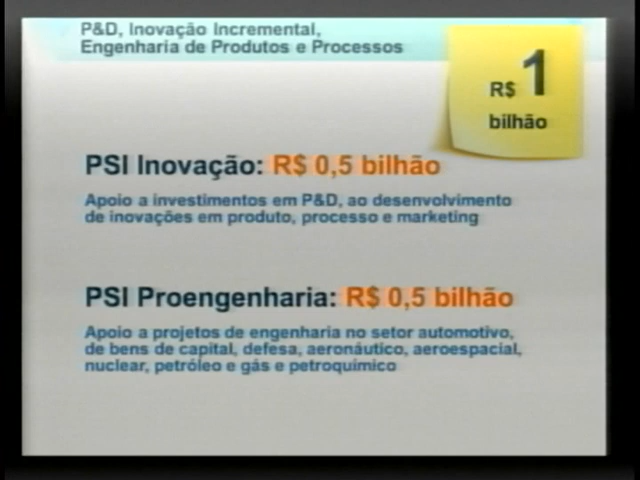 P&D, Inovação Incremental,
Engenharia de Produtos e Processos
R$ 1
bilhão
PSI Inovação: R$ 0,5 bilhão
Apoio a investimentos em P&D, ao desenvolvimento
de inovações em produto, processo e marketing
PSI Proengenharia: R$ 0,5 bilhão
Apoio a projetos de engenharia no setor automotivo,
de bens de capital, defesa, aeronáutico, aeroespacial,
nuclear, petróleo e gás e petroquímico